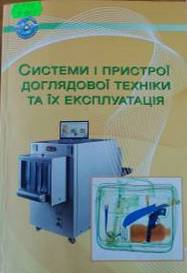 СИСТЕМИ І ПРИСТРОЇ
ДОГЛЯДОВОЇ ТЕХНІКИ
ТА ЇХ ЕКСПЛУАТАЦІЯ